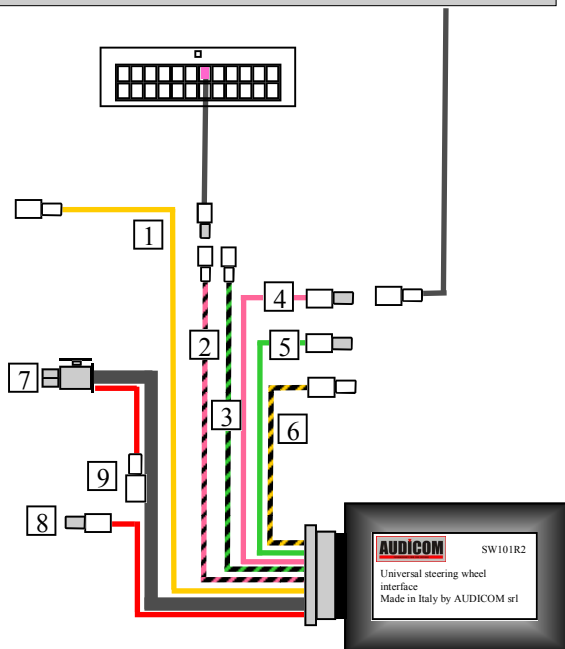 1
4
2
5
7
3
6
9
8
AUDICOM
SW101R2
Universal steering wheel
interface
Made in Italy by AUDICOM srl